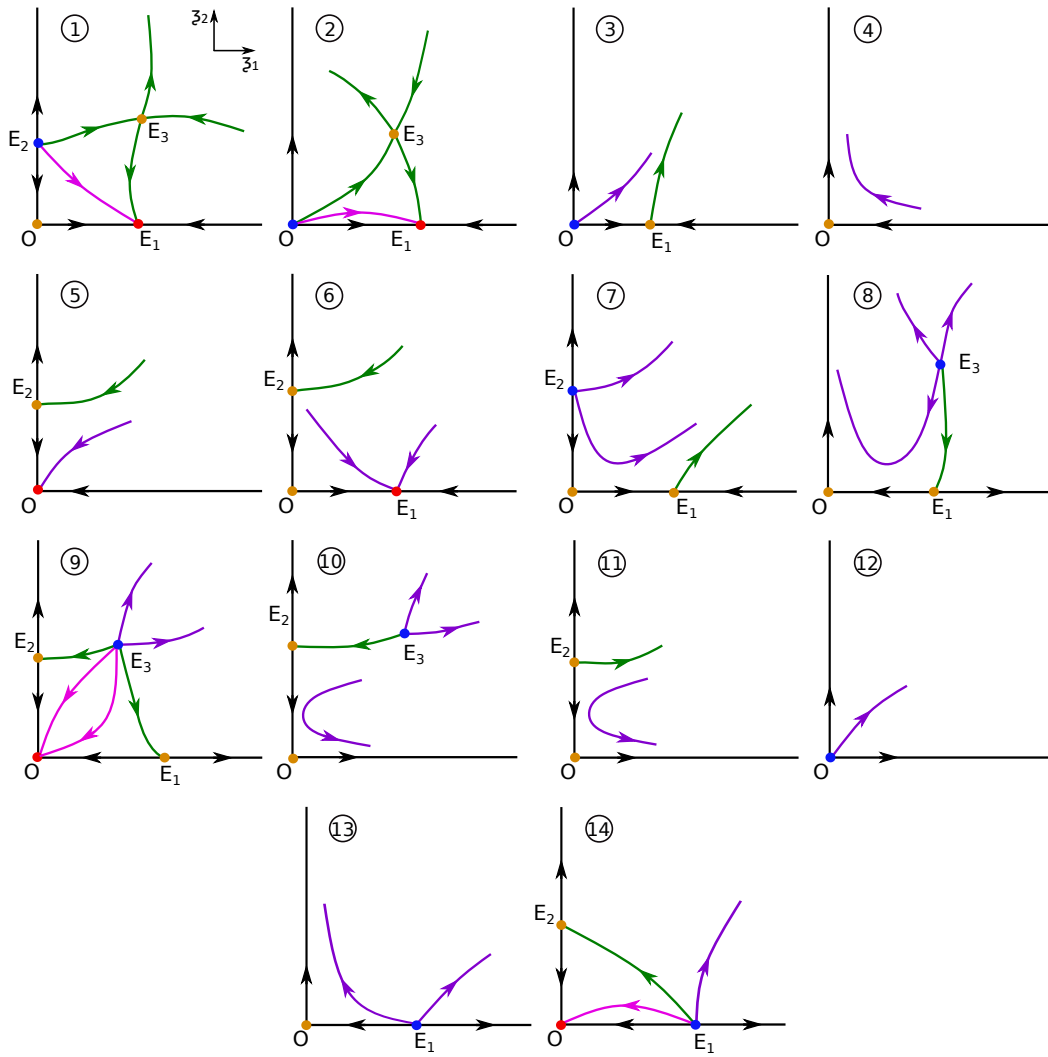 ① ξ₂ ξ₁ E₂ E₃ O E₁
② E₃ O E₁
③ O E₁
④ O
⑤ E₂ O
⑥ E₂ O E₁
⑦ E₂ O E₁
⑧ E₃ O E₁
⑨ E₂ E₃ O E₁
⑩ E₂ E₃ O
⑪ E₂ O
⑫ O
⑬ O E₁
⑭ E₂ O E₁